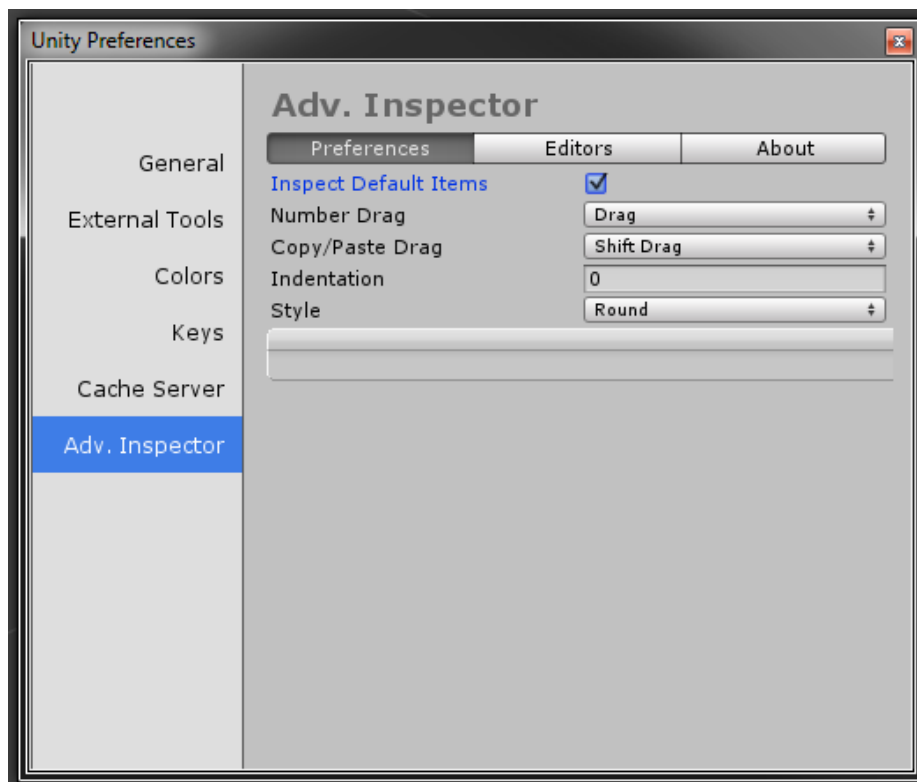 Unity Preferences
General
External Tools
Colors
Keys
Cache Server
Adv. Inspector
Adv. Inspector
Preferences Editors About
Inspect Default Items
Number Drag Drag
Copy/Paste Drag Shift Drag
Indentation 0
Style Round